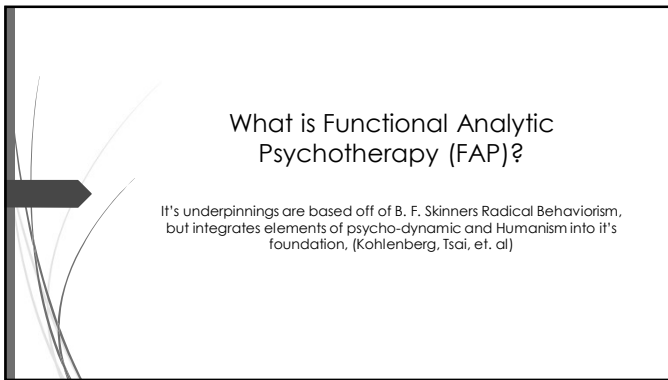 What is Functional Analytic
Psychotherapy (FAP)?
It's underpinnings are based off of B. F. Skinners Radical Behaviorism,
but integrates elements of psycho-dynamic and Humanism into it's
foundation, (Kohlenberg, Tsai, et. al)